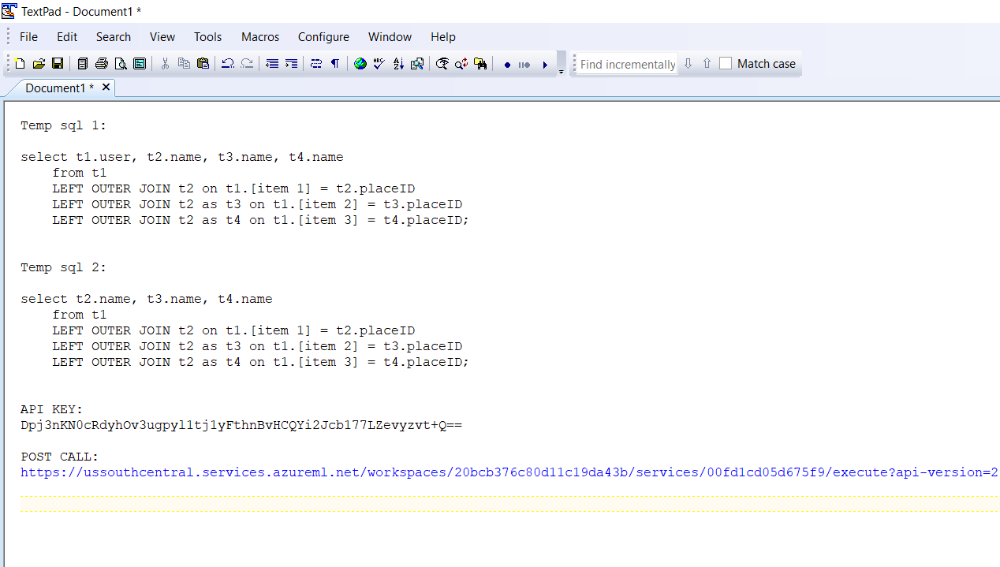 TextPad - Document1 *
File Edit Search View Tools Macros Configure Window Help
Find incrementally Match case
Document1 *
Temp sql 1:
select t1.user, t2.name, t3.name, t4.name
from t1
LEFT OUTER JOIN t2 on t1.[item 1] = t2.placeID
LEFT OUTER JOIN t2 as t3 on t1.[item 2] = t3.placeID
LEFT OUTER JOIN t2 as t4 on t1.[item 3] = t4.placeID;
Temp sql 2:
select t2.name, t3.name, t4.name
from t1
LEFT OUTER JOIN t2 on t1.[item 1] = t2.placeID
LEFT OUTER JOIN t2 as t3 on t1.[item 2] = t3.placeID
LEFT OUTER JOIN t2 as t4 on t1.[item 3] = t4.placeID;
API KEY:
Dpj3nKN0cRdyhOv3ugpyl1tj1yFthnBvHCQYi2Jcb177LZevyzvt+Q==
POST CALL:
https://ussouthcentral.services.azureml.net/workspaces/20bcb376c80d11c19da43b/services/00fd1cd05d675f9/execute?api-version=2